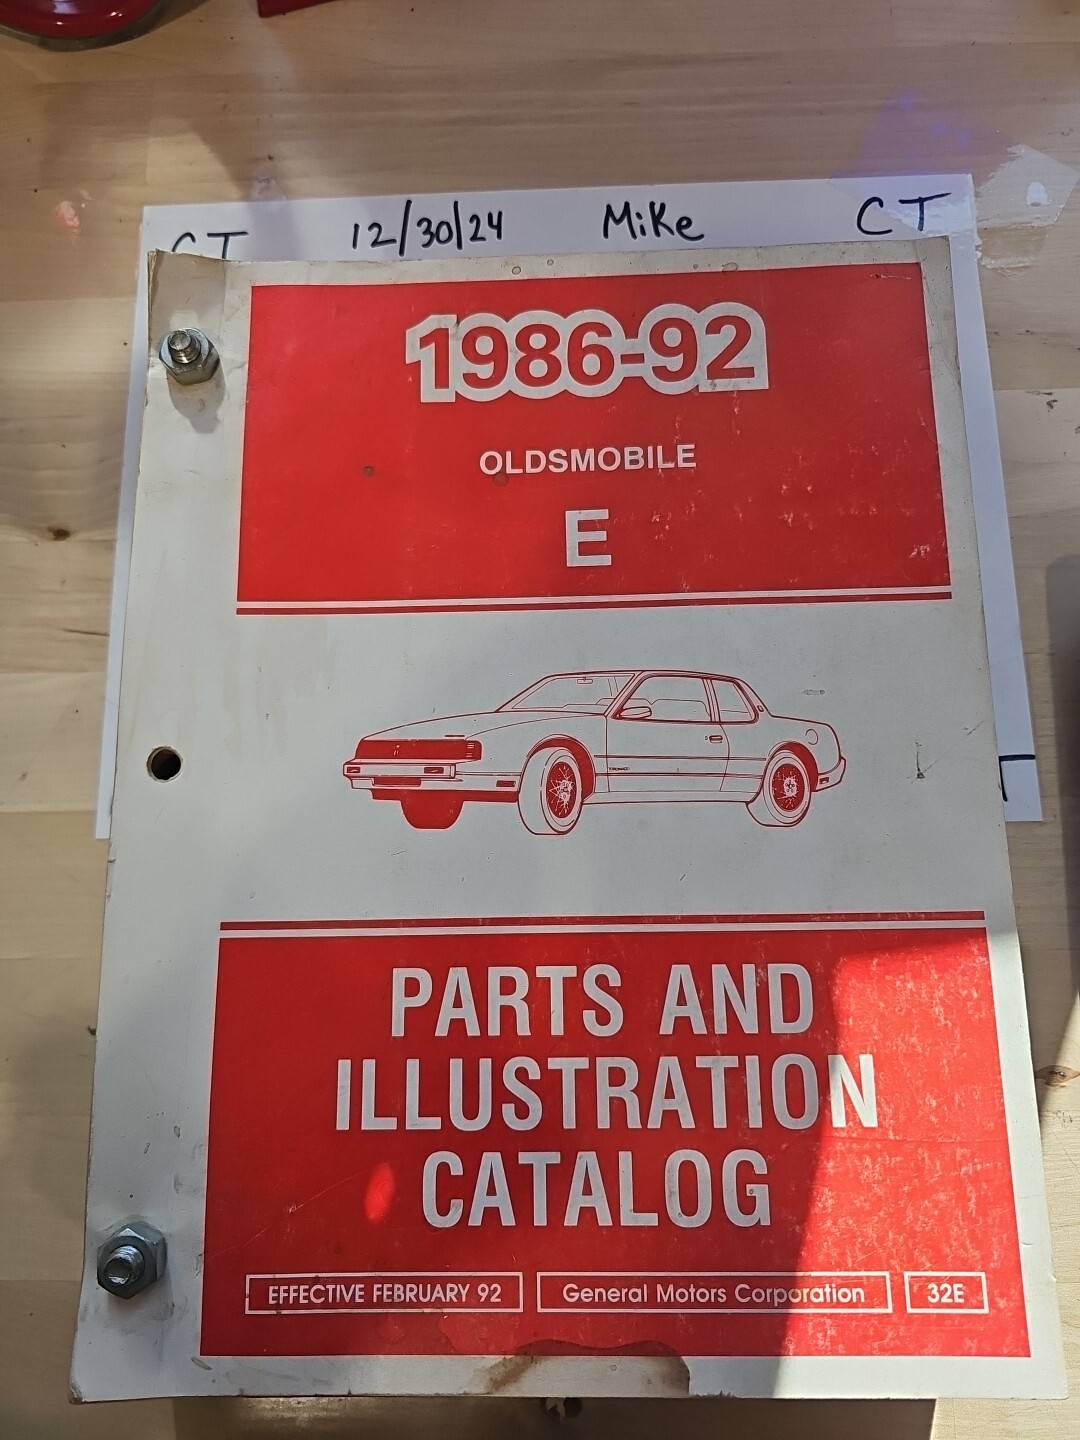 CT 12/30/24 Mike CT
1986-92
OLDSMOBILE
E
PARTS AND
ILLUSTRATION
CATALOG
EFFECTIVE FEBRUARY 92 General Motors Corporation 32E